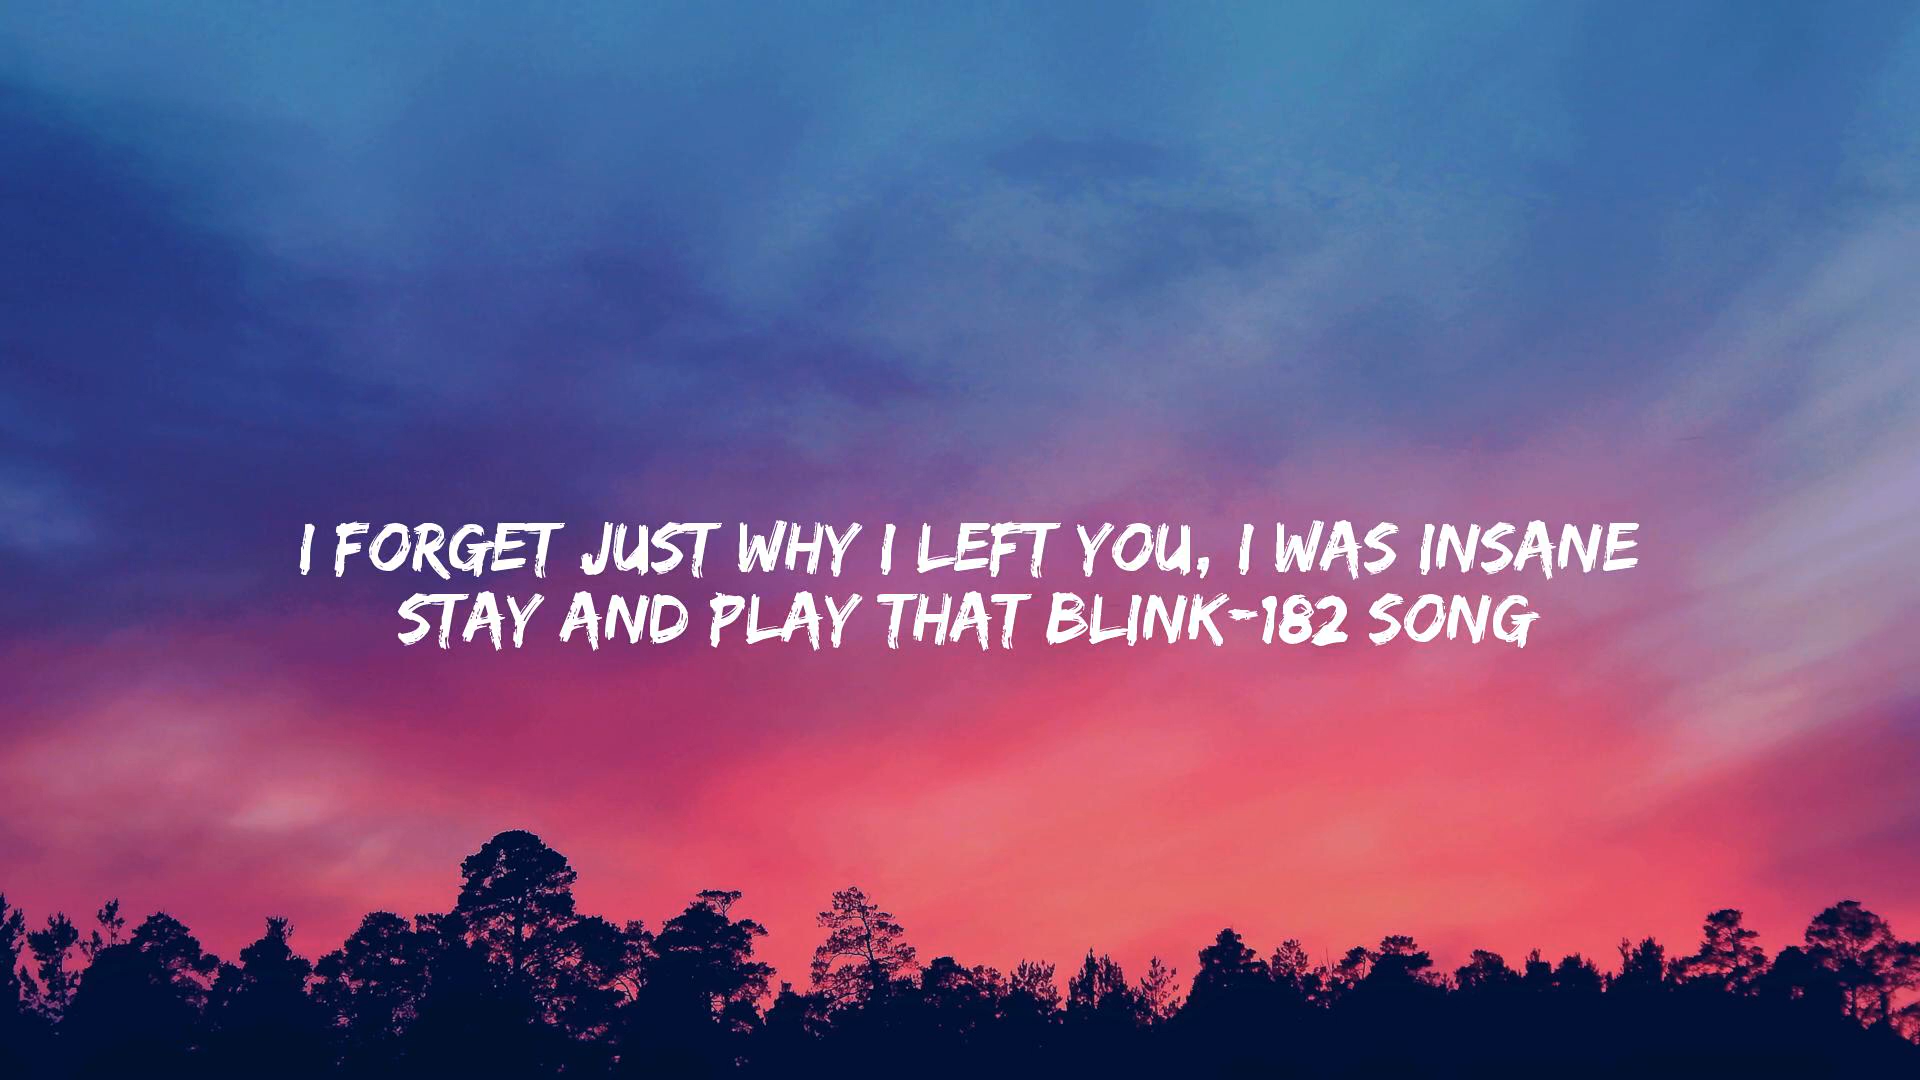 I FORGET JUST WHY I LEFT YOU, I WAS INSANE
STAY AND PLAY THAT BLINK-182 SONG